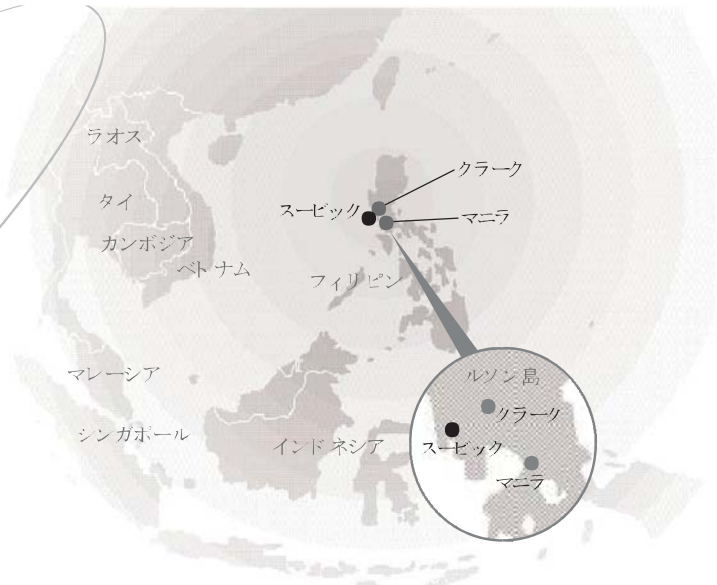 ラオス
クラーク
タイ
スービック
マニラ
カンボジア
ベトナム
フィリピン
マレーシア
ルソン島
クラーク
シンガポール
インドネシア
スービック
マニラ